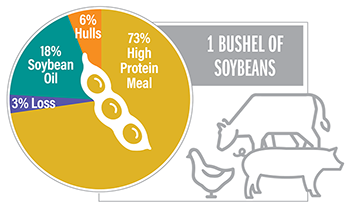 6%
Hulls
73%
High
Protein
Meal
18%
Soybean
Oil
3% Loss
1 BUSHEL OF
SOYBEANS